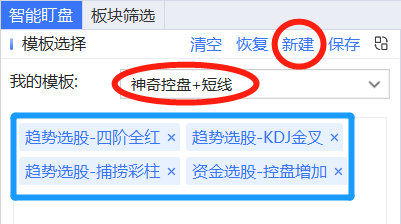 智能盯盘 板块筛选
模板选择 清空 恢复 新建 保存
我的模板: 神奇控盘+短线
趋势选股-四阶全红 × 趋势选股-KDJ金叉 ×
趋势选股-捕捞彩柱 × 资金选股-控盘增加 ×